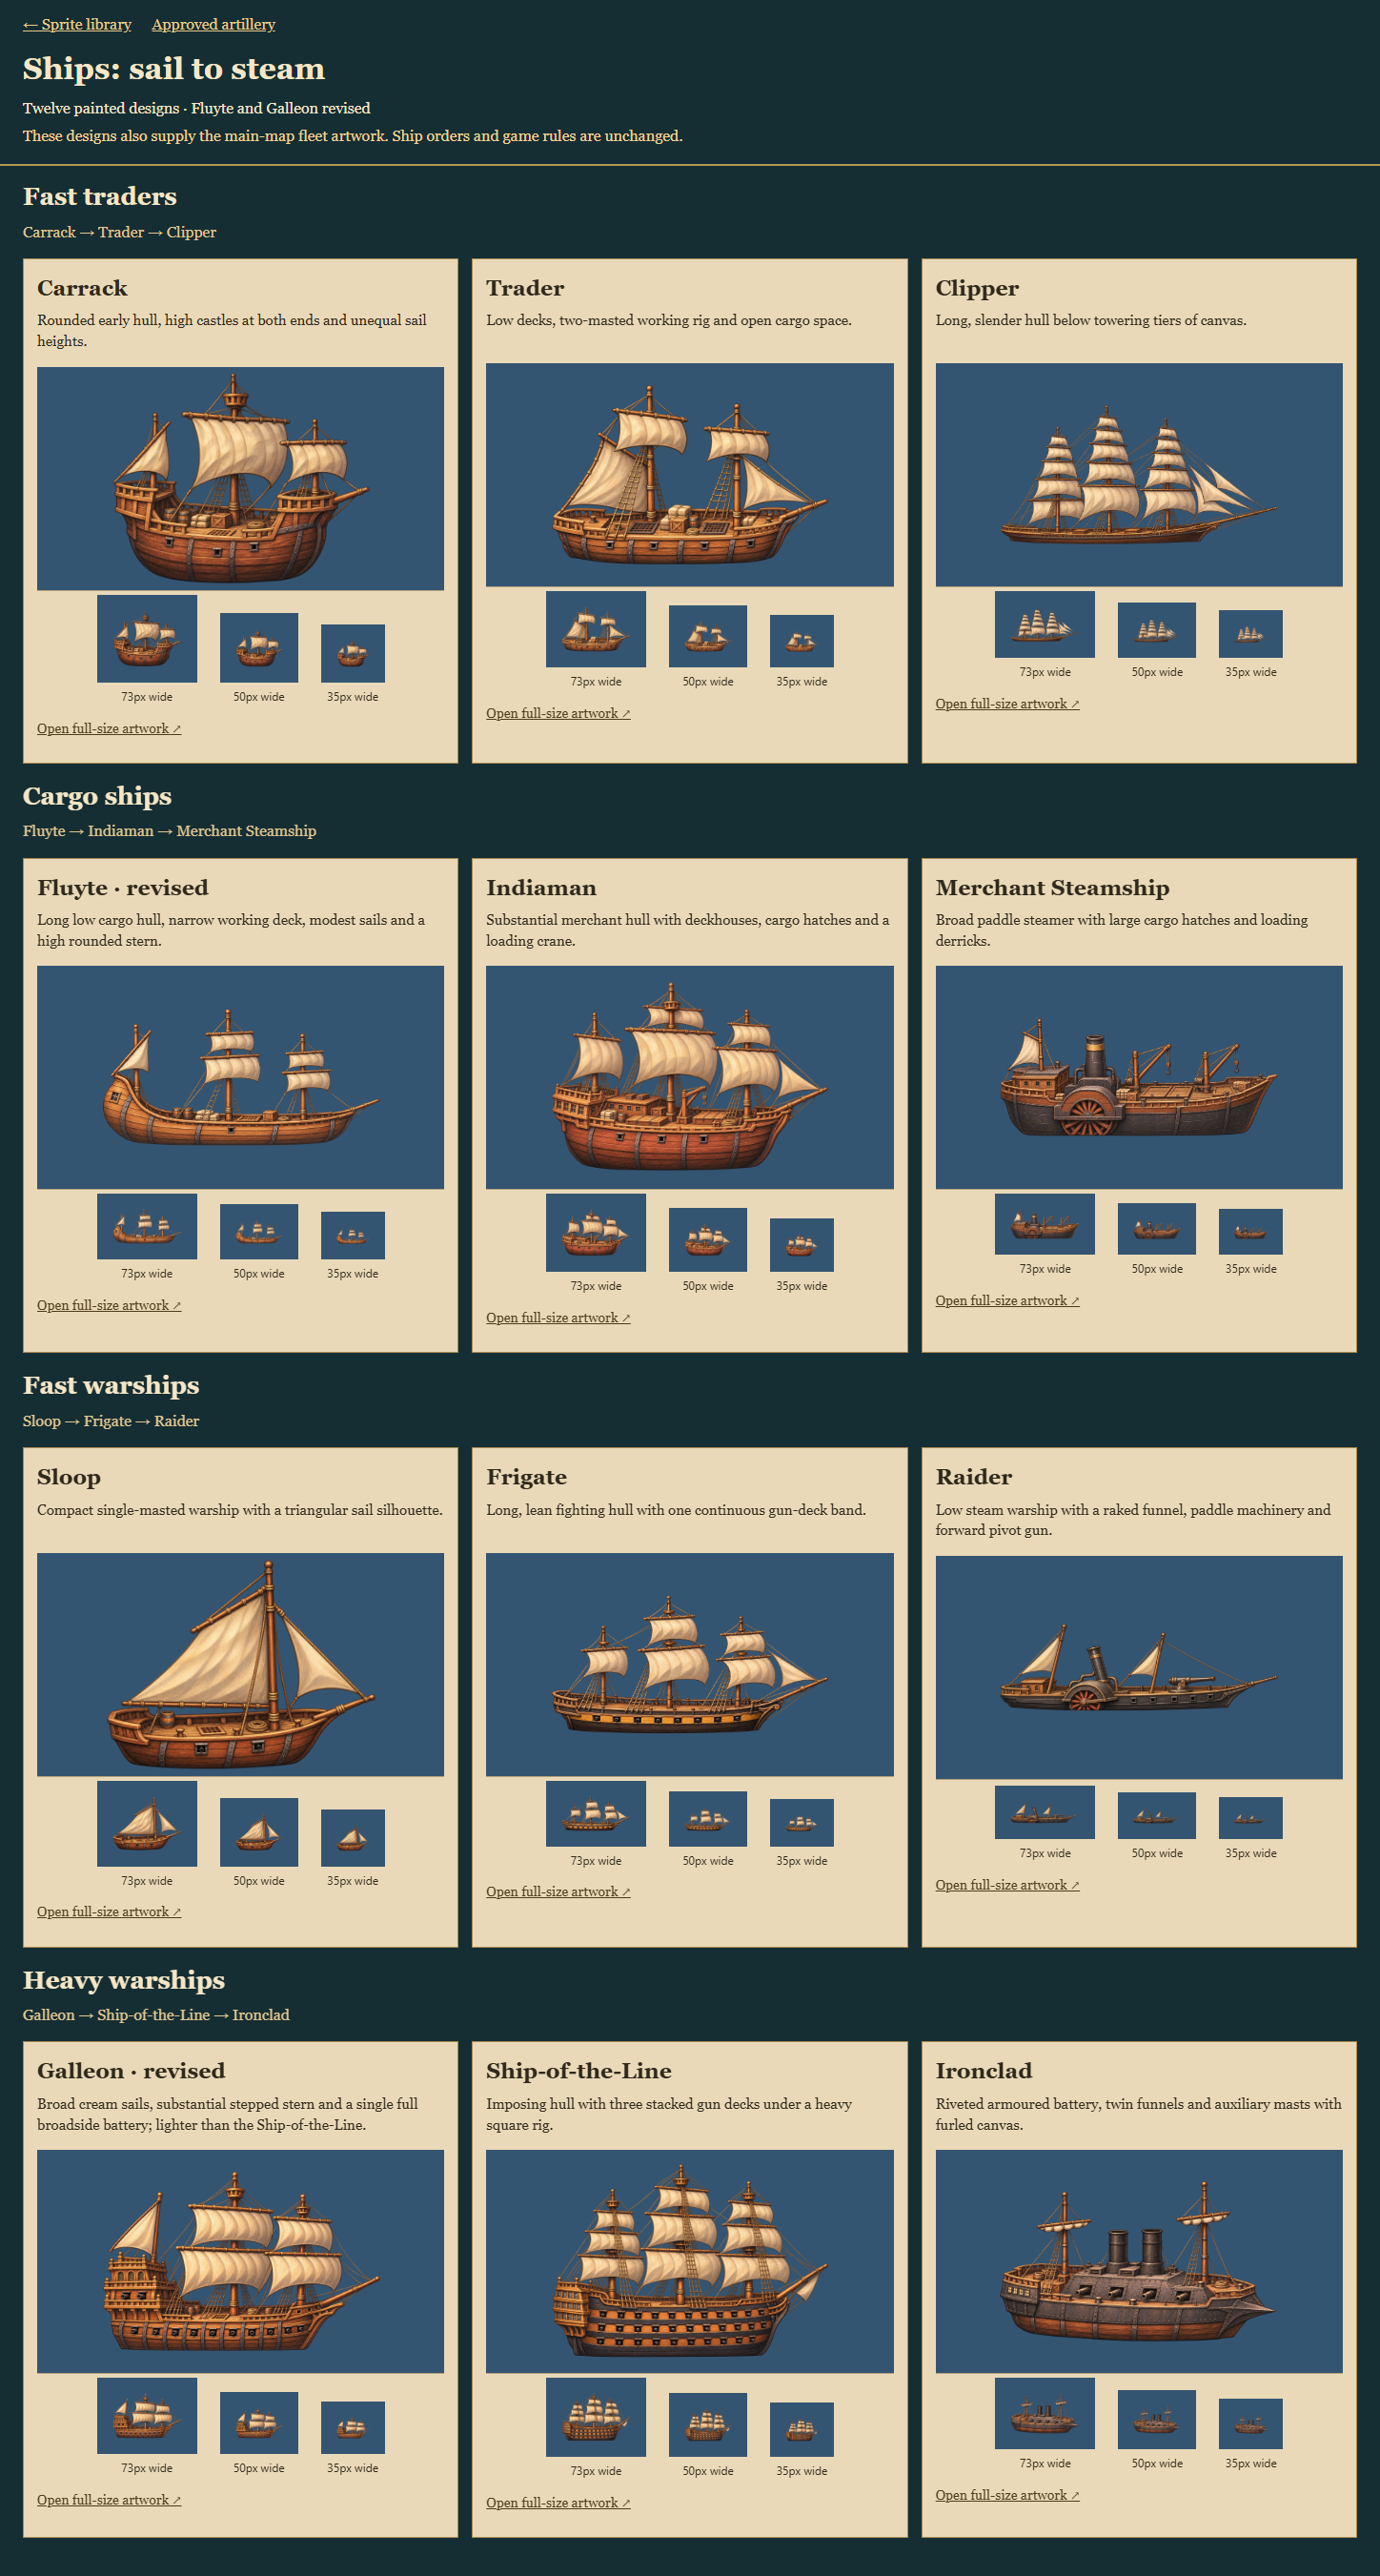 ← Sprite library Approved artillery
Ships: sail to steam
Twelve painted designs · Fluyte and Galleon revised
These designs also supply the main-map fleet artwork. Ship orders and game rules are unchanged.
Fast traders
Carrack → Trader → Clipper
Carrack
Rounded early hull, high castles at both ends and unequal sail
heights.
73px wide 50px wide 35px wide
Open full-size artwork ↗
Trader
Low decks, two-masted working rig and open cargo space.
73px wide 50px wide 35px wide
Open full-size artwork ↗
Clipper
Long, slender hull below towering tiers of canvas.
73px wide 50px wide 35px wide
Open full-size artwork ↗
Cargo ships
Fluyte → Indiaman → Merchant Steamship
Fluyte · revised
Long low cargo hull, narrow working deck, modest sails and a
high rounded stern.
73px wide 50px wide 35px wide
Open full-size artwork ↗
Indiaman
Substantial merchant hull with deckhouses, cargo hatches and a
loading crane.
73px wide 50px wide 35px wide
Open full-size artwork ↗
Merchant Steamship
Broad paddle steamer with large cargo hatches and loading
derricks.
73px wide 50px wide 35px wide
Open full-size artwork ↗
Fast warships
Sloop → Frigate → Raider
Sloop
Compact single-masted warship with a triangular sail silhouette.
73px wide 50px wide 35px wide
Open full-size artwork ↗
Frigate
Long, lean fighting hull with one continuous gun-deck band.
73px wide 50px wide 35px wide
Open full-size artwork ↗
Raider
Low steam warship with a raked funnel, paddle machinery and
forward pivot gun.
73px wide 50px wide 35px wide
Open full-size artwork ↗
Heavy warships
Galleon → Ship-of-the-Line → Ironclad
Galleon · revised
Broad cream sails, substantial stepped stern and a single full
broadside battery; lighter than the Ship-of-the-Line.
73px wide 50px wide 35px wide
Open full-size artwork ↗
Ship-of-the-Line
Imposing hull with three stacked gun decks under a heavy
square rig.
73px wide 50px wide 35px wide
Open full-size artwork ↗
Ironclad
Riveted armoured battery, twin funnels and auxiliary masts with
furled canvas.
73px wide 50px wide 35px wide
Open full-size artwork ↗